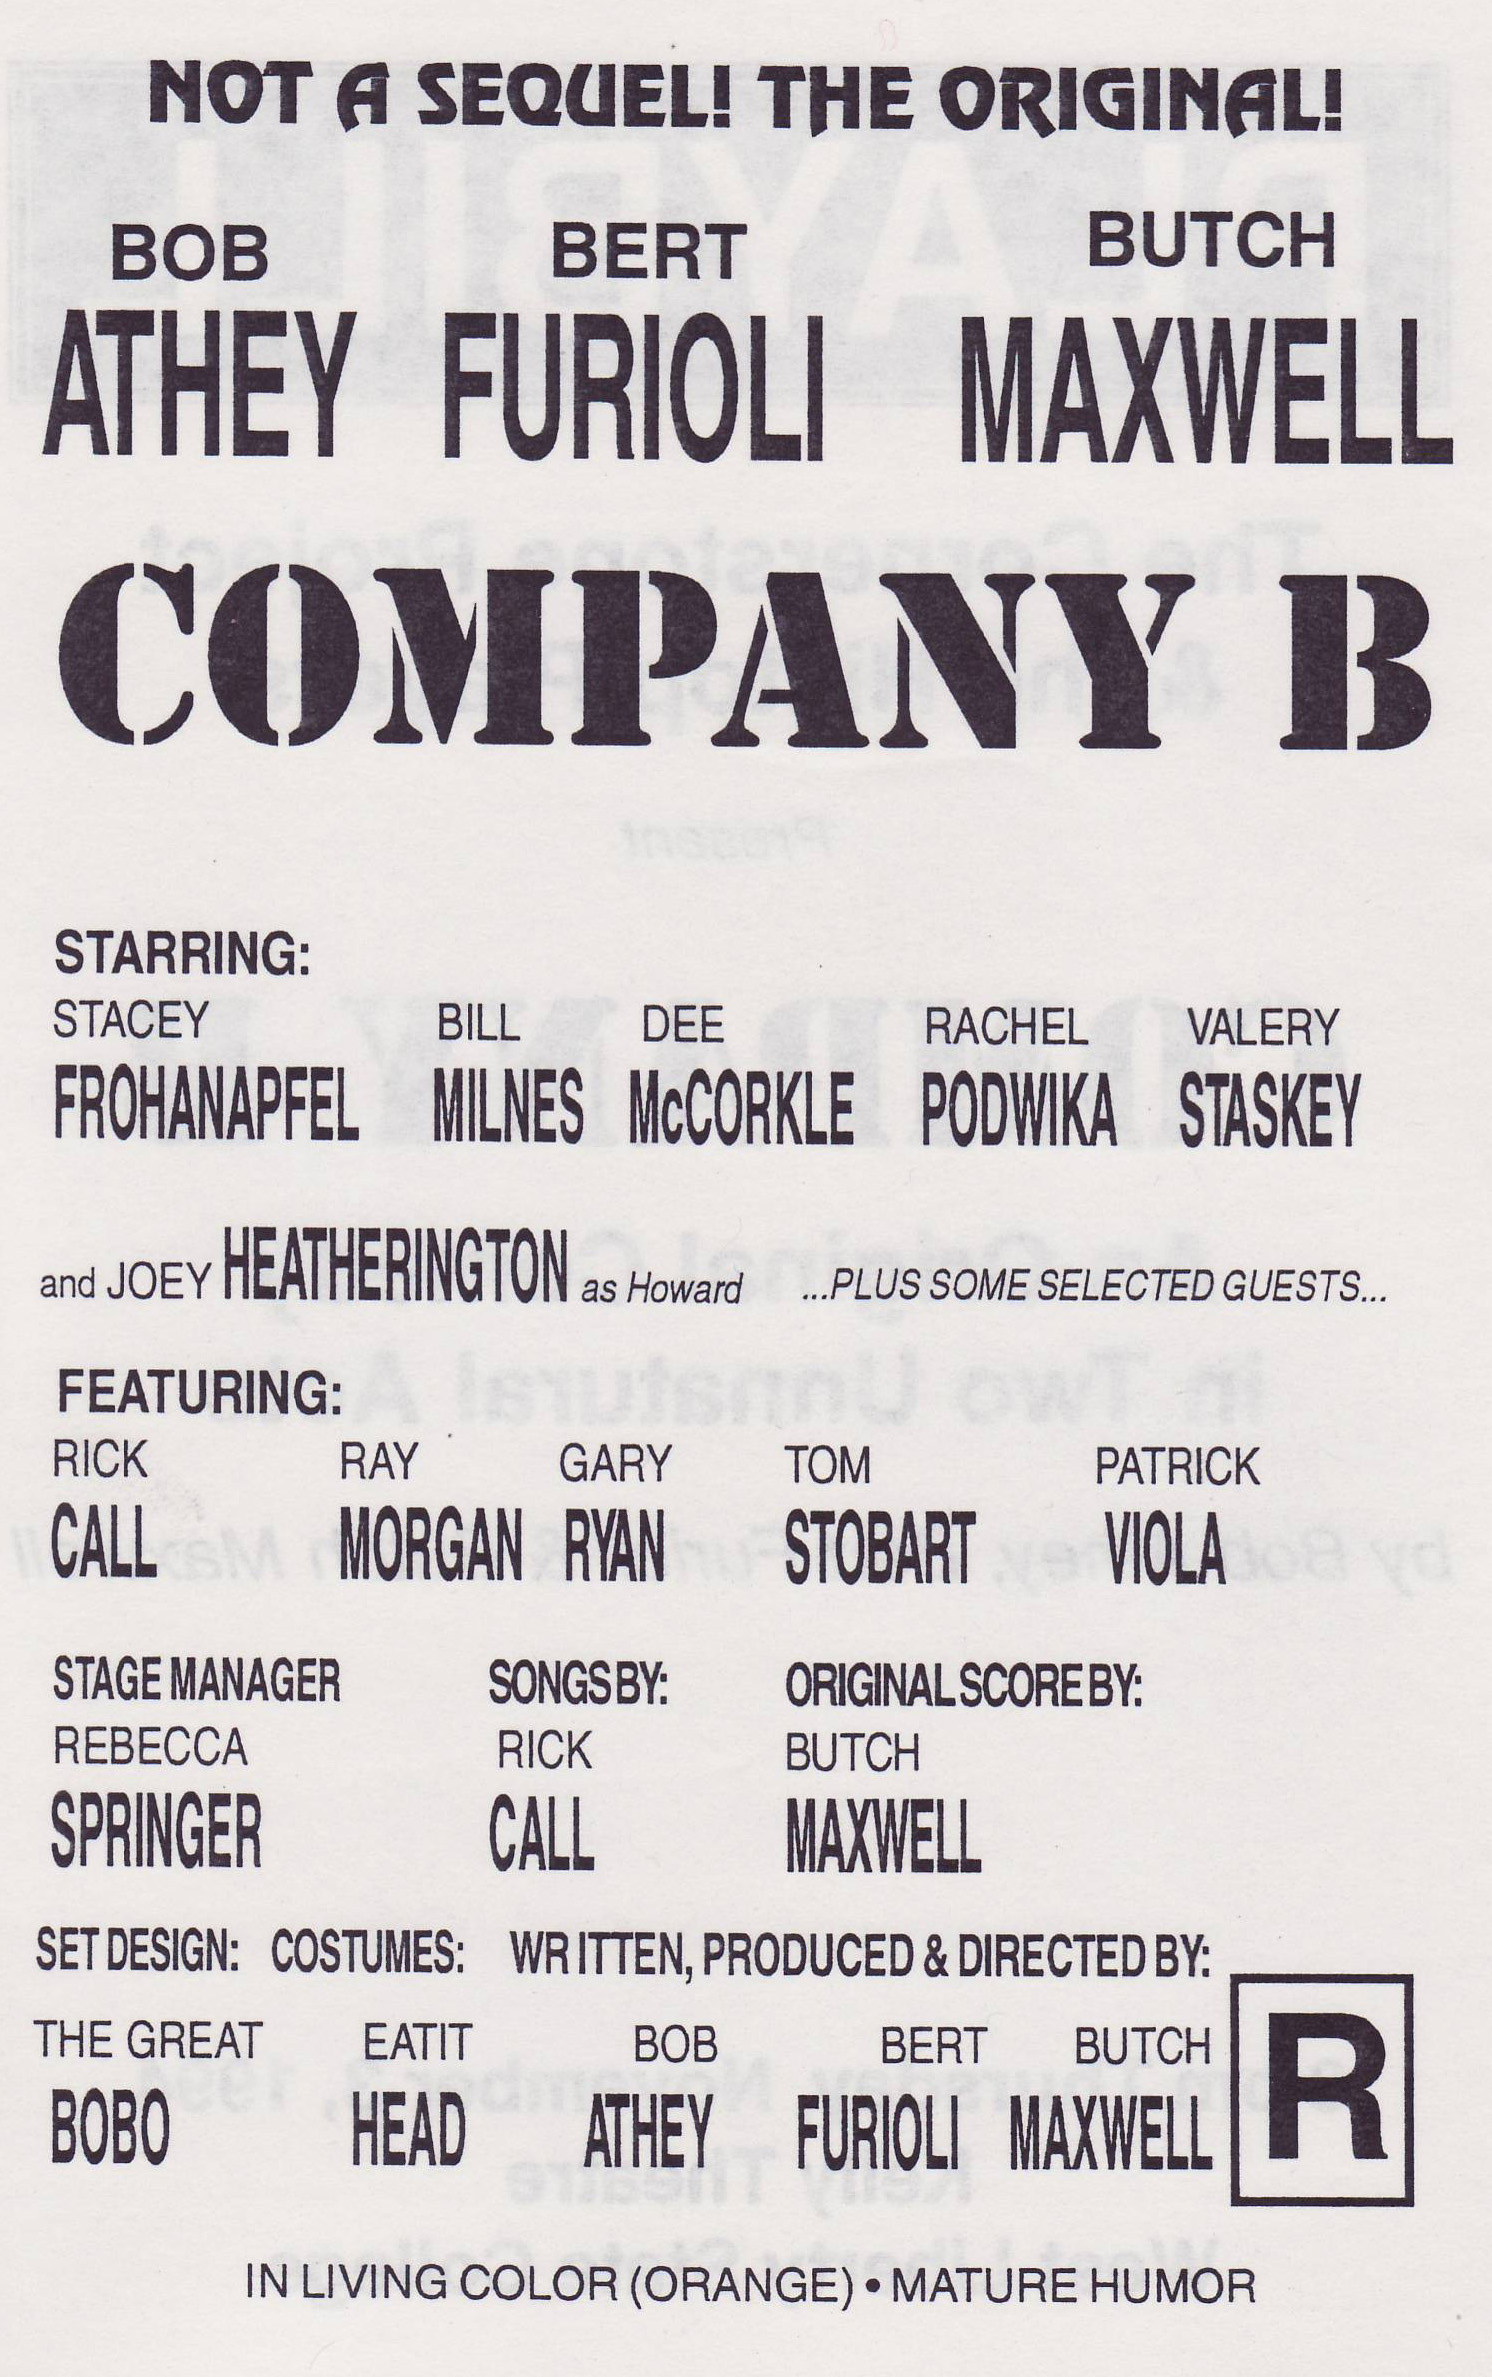 NOT A SEQUEL! THE ORIGINAL!
BOB BERT BUTCH
ATHEY FURIOLI MAXWELL
COMPANY B
STARRING:
STACEY BILL DEE RACHEL VALERY
FROHANAPFEL MILNES McCORKLE PODWIKA STASKEY
and JOEY HEATHERINGTON as Howard ...PLUS SOME SELECTED GUESTS...
FEATURING:
RICK RAY GARY TOM PATRICK
CALL MORGAN RYAN STOBART VIOLA
STAGE MANAGER SONGS BY: ORIGINAL SCORE BY:
REBECCA RICK BUTCH
SPRINGER CALL MAXWELL
SET DESIGN: COSTUMES: WRITTEN, PRODUCED & DIRECTED BY:
THE GREAT EATIT BOB BERT BUTCH
BOBO HEAD ATHEY FURIOLI MAXWELL
R
IN LIVING COLOR (ORANGE) • MATURE HUMOR